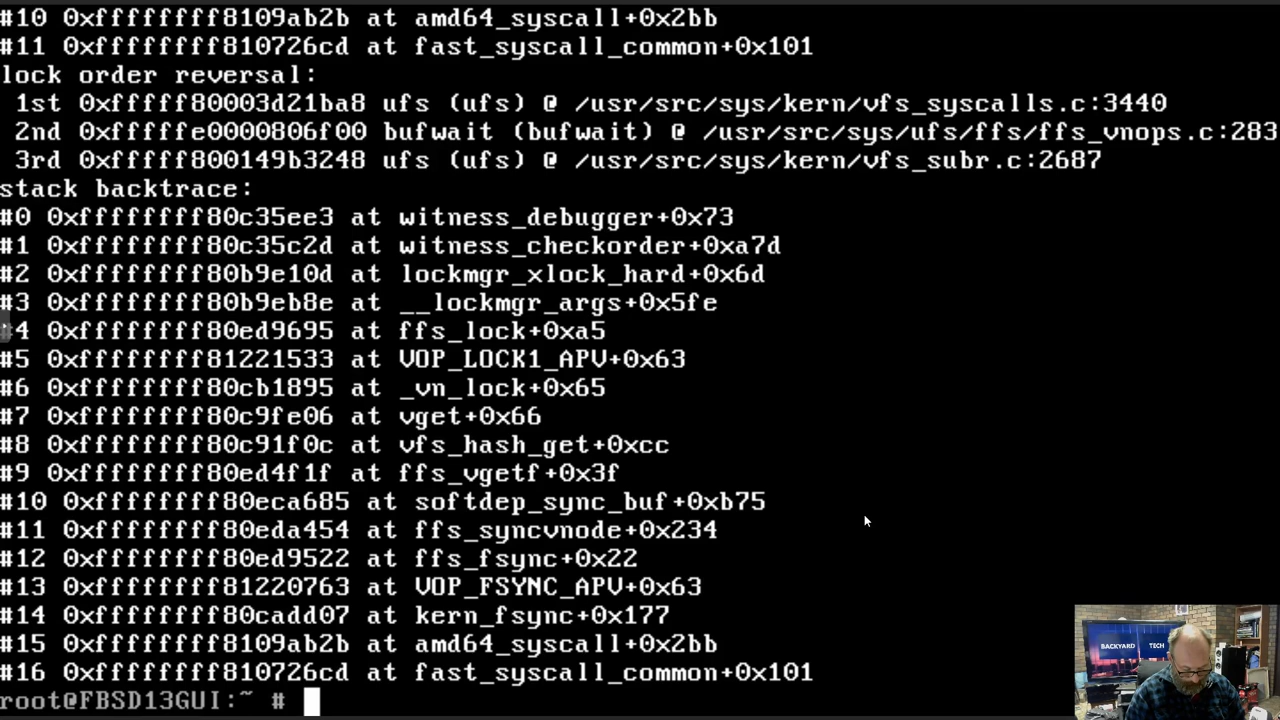 #10 0xffffffff8109ab2b at amd64_syscall+0x2bb
#11 0xffffffff810726cd at fast_syscall_common+0x101
lock order reversal:
1st 0xfffff80003d21ba8 ufs (ufs) @ /usr/src/sys/kern/vfs_syscalls.c:3440
2nd 0xfffffe0000806f00 bufwait (bufwait) @ /usr/src/sys/ufs/ffs/ffs_vnops.c:283
3rd 0xfffff800149b3248 ufs (ufs) @ /usr/src/sys/kern/vfs_subr.c:2687
stack backtrace:
#0 0xffffffff80c35ee3 at witness_debugger+0x73
#1 0xffffffff80c35c2d at witness_checkorder+0xa7d
#2 0xffffffff80b9e10d at lockmgr_xlock_hard+0x6d
#3 0xffffffff80b9eb8e at __lockmgr_args+0x5fe
#4 0xffffffff80ed9695 at ffs_lock+0xa5
#5 0xffffffff81221533 at VOP_LOCK1_APV+0x63
#6 0xffffffff80cb1895 at _vn_lock+0x65
#7 0xffffffff80c9fe06 at vget+0x66
#8 0xffffffff80c91f0c at vfs_hash_get+0xcc
#9 0xffffffff80ed4f1f at ffs_vgetf+0x3f
#10 0xffffffff80eca685 at softdep_sync_buf+0xb75
#11 0xffffffff80eda454 at ffs_syncvnode+0x234
#12 0xffffffff80ed9522 at ffs_fsync+0x22
#13 0xffffffff81220763 at VOP_FSYNC_APV+0x63
#14 0xffffffff80cadd07 at kern_fsync+0x177
#15 0xffffffff8109ab2b at amd64_syscall+0x2bb
#16 0xffffffff810726cd at fast_syscall_common+0x101
root@FBSD13GUI:~ #
BACKYARD TECH